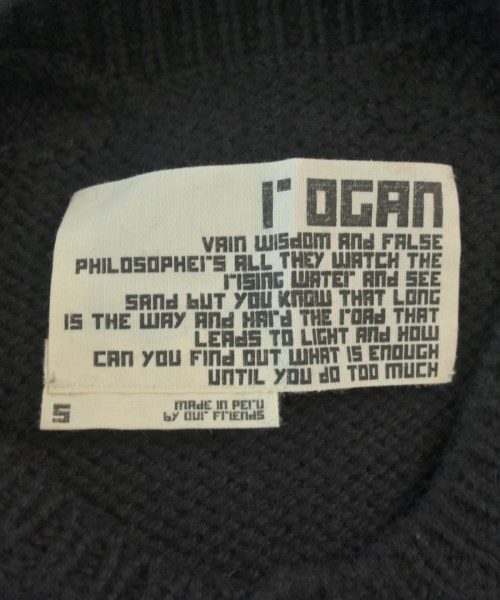 rOGAN
VAIN WISdOM ANd FALSE
PHILOSOPHErS ALL THEY WATCH THE
rISING WATEr ANd SEE
SANd bUT YOU KNOW THAT LONG
IS THE WAY ANd HArd THE rOAd THAT
LEAdS TO LIGHT ANd HOW
CAN YOU FINd OUT WHAT IS ENOUGH
UNTIL YOU dO TOO MUCH
S
MAdE IN PErU
bY OUr FrIENdS